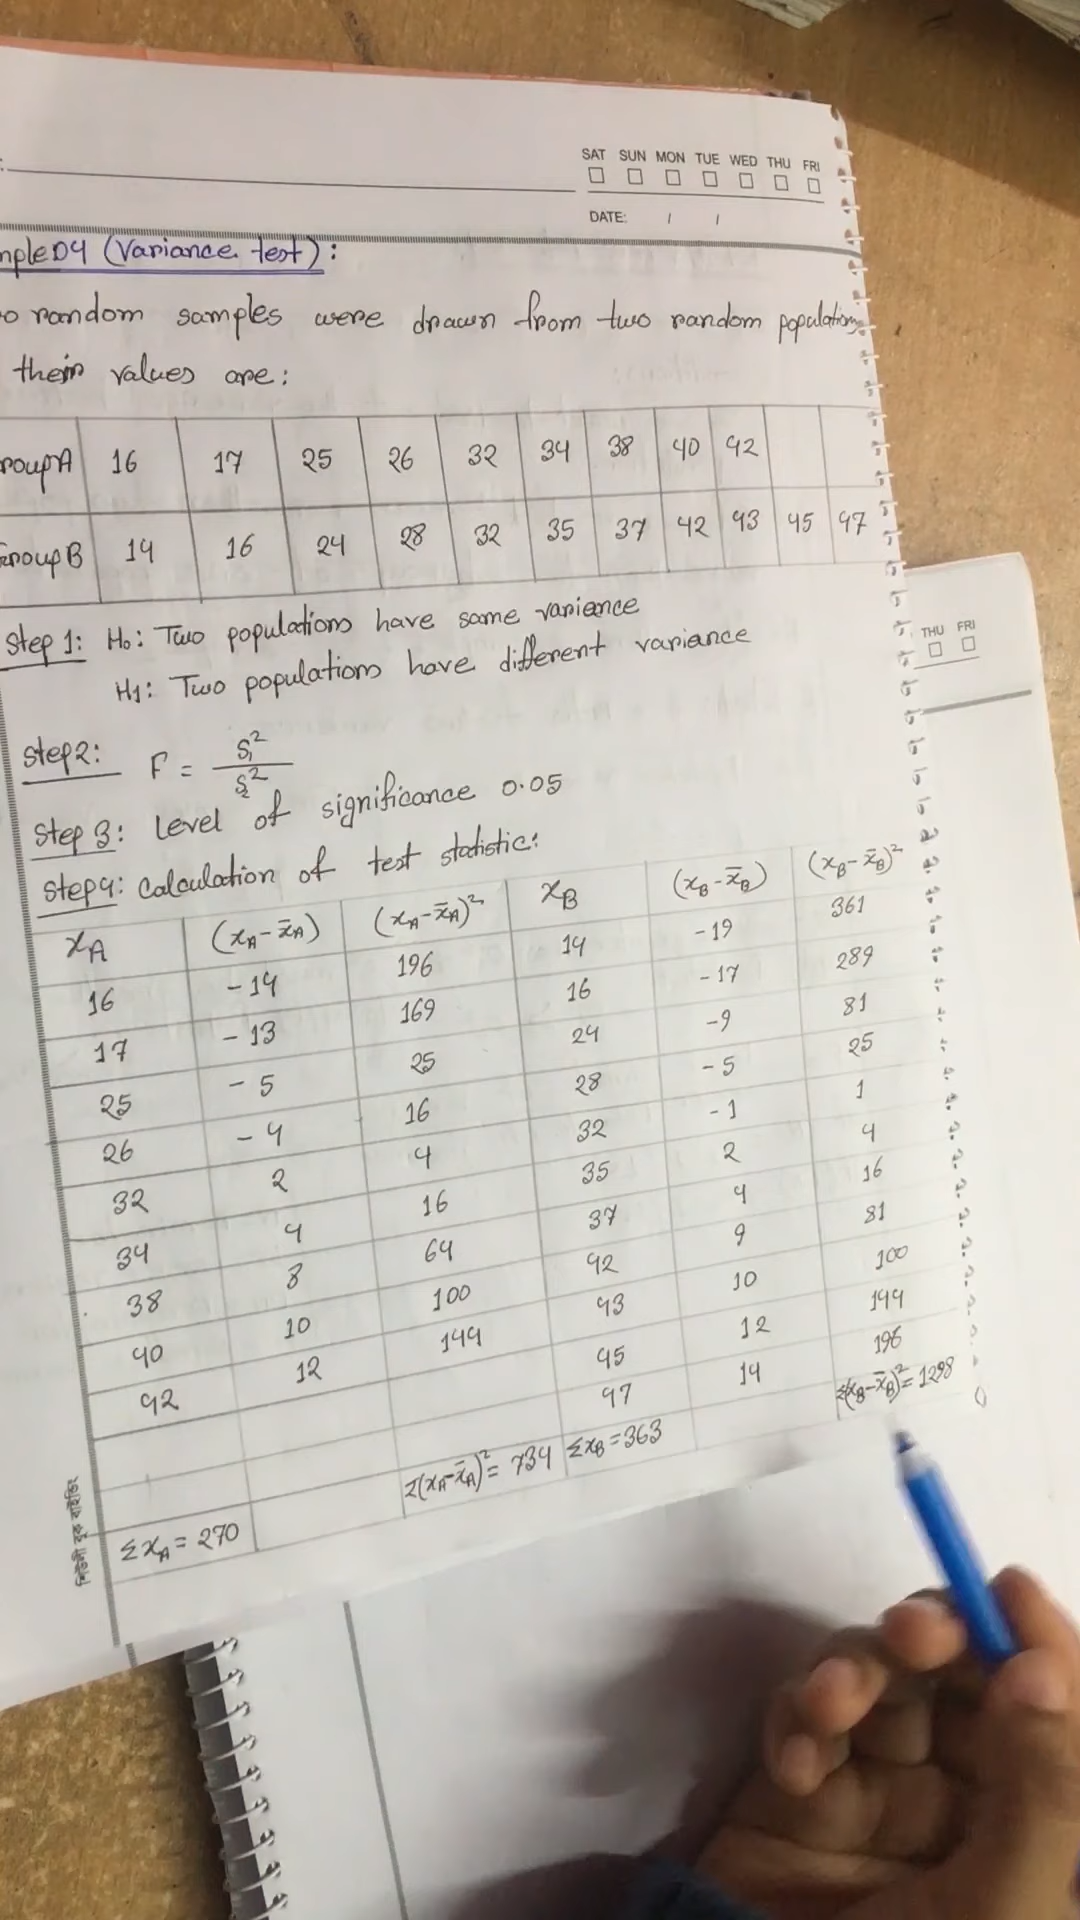 SAT SUN MON TUE WED THU FRI
DATE: / /
mple 04 (Variance test):
o random samples were drawn from two random population
their values are:
roup A 16 17 25 26 32 34 38 40 42
Group B 14 16 24 28 32 35 37 42 43 45 47
THU FRI
Step 1: H₀: Two populations have same varience
H₁: Two populations have different variance
Step 2: F = S₁² / S₂²
Step 3: Level of significance 0.05
Step 4: Calculation of test statistic:
x_A (x_A - x̄_A) (x_A - x̄_A)² x_B (x_B - x̄_B) (x_B - x̄_B)²
16 -14 196 14 -19 361
17 -13 169 16 -17 289
25 -5 25 24 -9 81
26 -4 16 28 -5 25
32 2 4 32 -1 1
34 4 16 35 2 4
38 8 64 37 4 16
40 10 100 42 9 81
42 12 144 43 10 100
45 12 144
47 14 196
Σx_A = 270 Σ(x_A - x̄_A)² = 734 Σx_B = 363 Σ(x_B - x̄_B)² = 1298